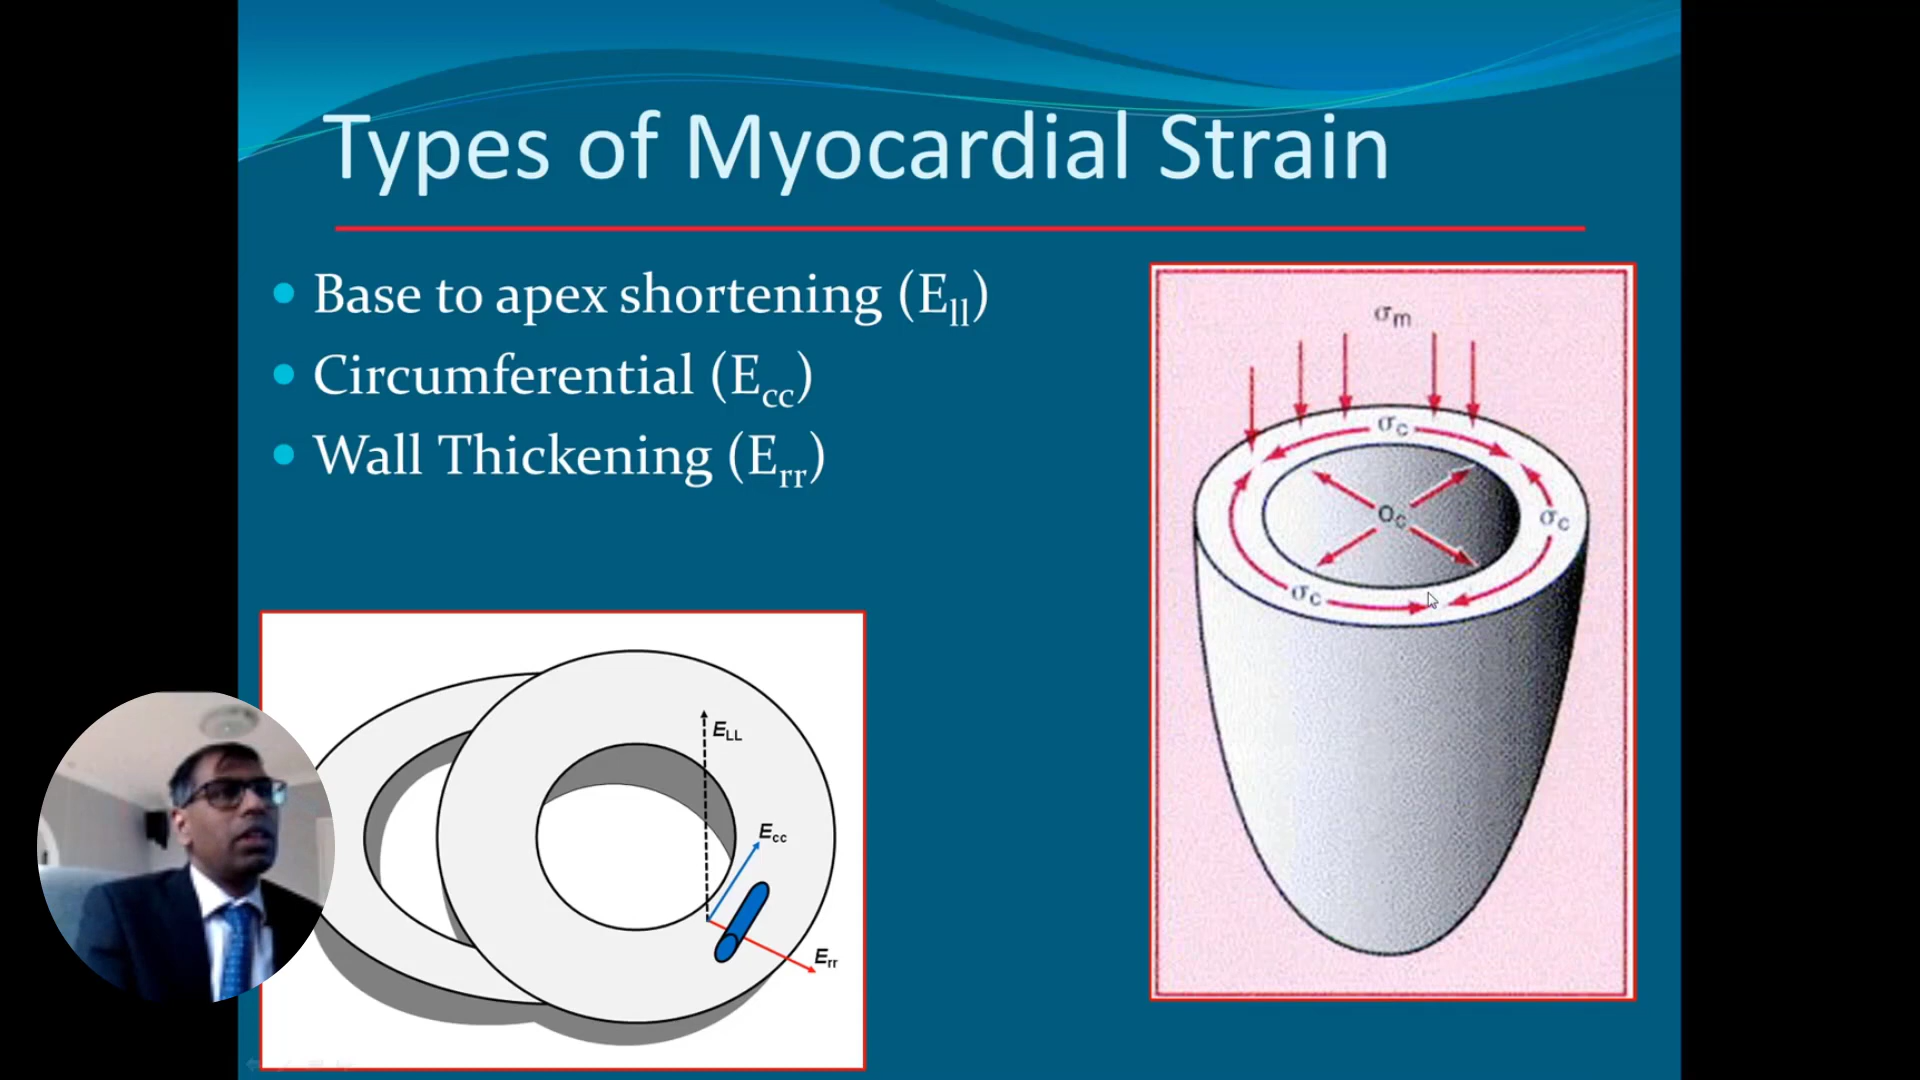 Types of Myocardial Strain
Base to apex shortening (Ell)
Circumferential (Ecc)
Wall Thickening (Err)
σm
σc
σc
σc
σc
ELL
Ecc
Err